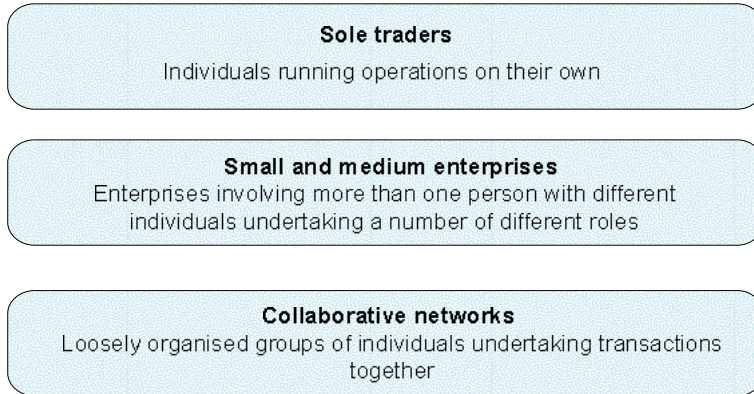 Sole traders
Individuals running operations on their own
Small and medium enterprises
Enterprises involving more than one person with different
individuals undertaking a number of different roles
Collaborative networks
Loosely organised groups of individuals undertaking transactions
together